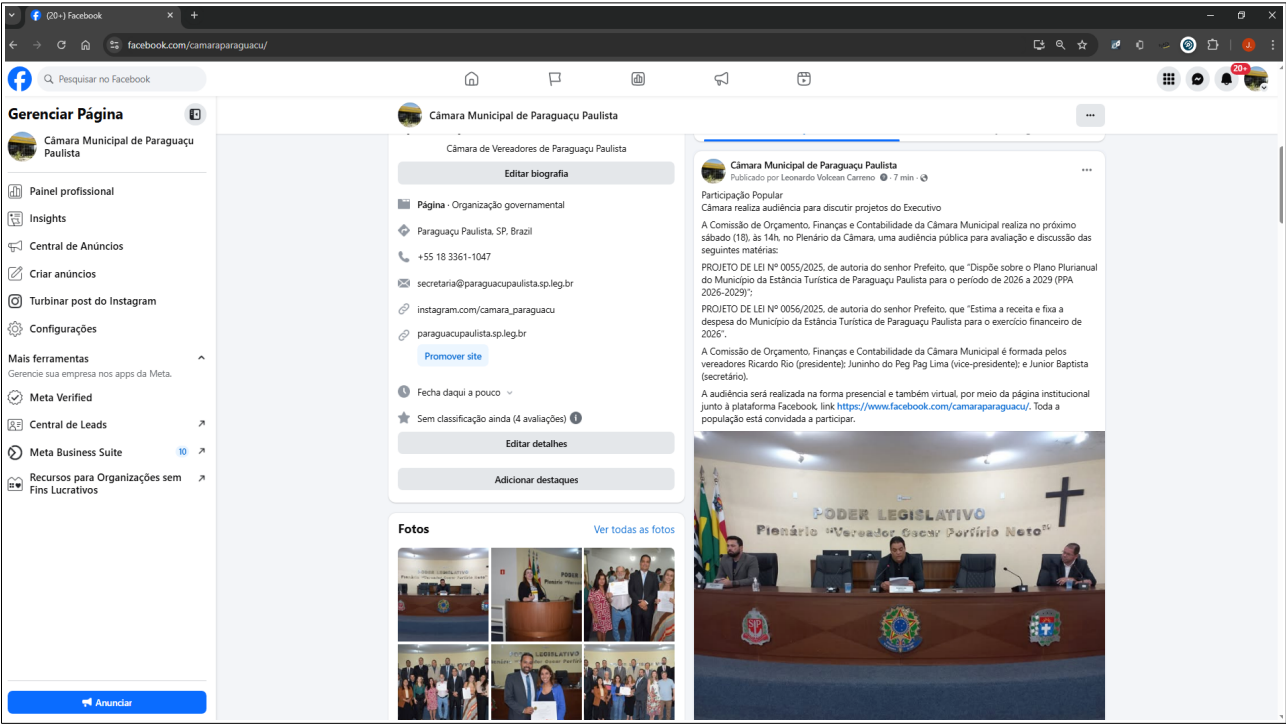 (20+) Facebook
facebook.com/camaraparaguacu/
Pesquisar no Facebook
20+
Gerenciar Página
Câmara Municipal de Paraguaçu
Paulista
Painel profissional
Insights
Central de Anúncios
Criar anúncios
Turbinar post do Instagram
Configurações
Mais ferramentas
Gerencie sua empresa nos apps da Meta.
Meta Verified
Central de Leads
Meta Business Suite 10
Recursos para Organizações sem
Fins Lucrativos
Anunciar
Câmara Municipal de Paraguaçu Paulista
Câmara de Vereadores de Paraguaçu Paulista
Editar biografia
Página · Organização governamental
Paraguaçu Paulista, SP, Brazil
+55 18 3361-1047
secretaria@paraguacupaulista.sp.leg.br
instagram.com/camara_paraguacu
paraguacupaulista.sp.leg.br
Promover site
Fecha daqui a pouco
Sem classificação ainda (4 avaliações)
Editar detalhes
Adicionar destaques
Fotos
Ver todas as fotos
Câmara Municipal de Paraguaçu Paulista
Publicado por Leonardo Volcean Carreno · 7 min ·
Participação Popular
Câmara realiza audiência para discutir projetos do Executivo
A Comissão de Orçamento, Finanças e Contabilidade da Câmara Municipal realiza no próximo
sábado (18), às 14h, no Plenário da Câmara, uma audiência pública para avaliação e discussão das
seguintes matérias:
PROJETO DE LEI Nº 0055/2025, de autoria do senhor Prefeito, que "Dispõe sobre o Plano Plurianual
do Município da Estância Turística de Paraguaçu Paulista para o período de 2026 a 2029 (PPA
2026-2029)";
PROJETO DE LEI Nº 0056/2025, de autoria do senhor Prefeito, que "Estima a receita e fixa a
despesa do Município da Estância Turística de Paraguaçu Paulista para o exercício financeiro de
2026".
A Comissão de Orçamento, Finanças e Contabilidade da Câmara Municipal é formada pelos
vereadores Ricardo Rio (presidente); Juninho do Peg Pag Lima (vice-presidente); e Junior Baptista
(secretário).
A audiência será realizada na forma presencial e também virtual, por meio da página institucional
junto à plataforma Facebook, link https://www.facebook.com/camaraparaguacu/. Toda a
população está convidada a participar.
PODER LEGISLATIVO
Plenário "Vereador Oscar Porfírio Neto"